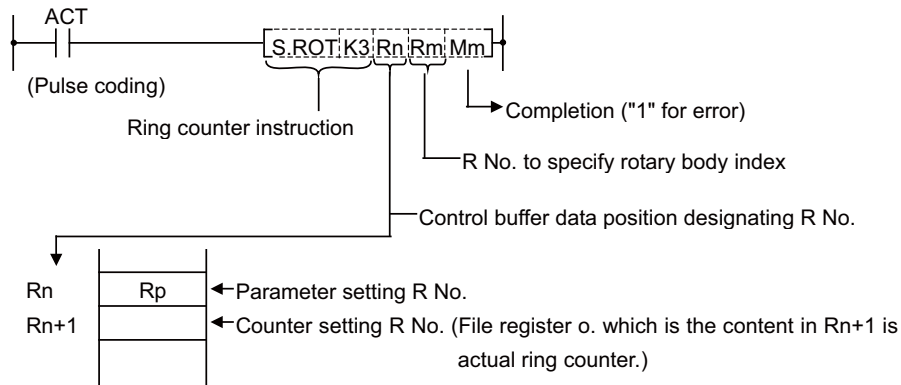 ACT
S.ROT K3 Rn Rm Mm
(Pulse coding)
Completion ("1" for error)
Ring counter instruction
R No. to specify rotary body index
Control buffer data position designating R No.
Rn Rp Parameter setting R No.
Rn+1 Counter setting R No. (File register o. which is the content in Rn+1 is
actual ring counter.)